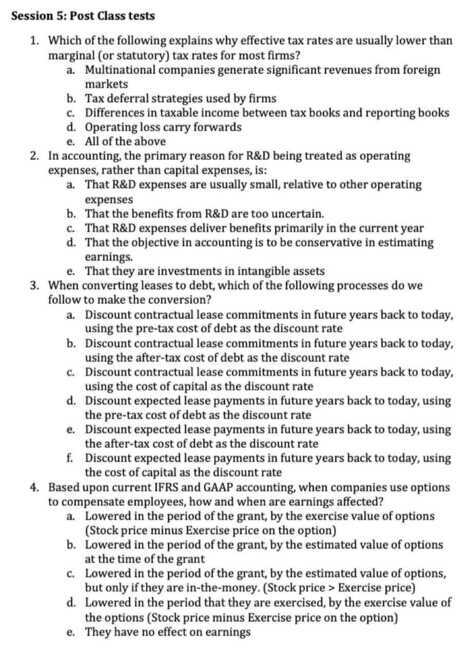 Session 5: Post Class tests
1. Which of the following explains why effective tax rates are usually lower than
marginal (or statutory) tax rates for most firms?
a. Multinational companies generate significant revenues from foreign
markets
b. Tax deferral strategies used by firms
c. Differences in taxable income between tax books and reporting books
d. Operating loss carry forwards
e. All of the above
2. In accounting, the primary reason for R&D being treated as operating
expenses, rather than capital expenses, is:
a. That R&D expenses are usually small, relative to other operating
expenses
b. That the benefits from R&D are too uncertain.
c. That R&D expenses deliver benefits primarily in the current year
d. That the objective in accounting is to be conservative in estimating
earnings.
e. That they are investments in intangible assets
3. When converting leases to debt, which of the following processes do we
follow to make the conversion?
a. Discount contractual lease commitments in future years back to today,
using the pre-tax cost of debt as the discount rate
b. Discount contractual lease commitments in future years back to today,
using the after-tax cost of debt as the discount rate
c. Discount contractual lease commitments in future years back to today,
using the cost of capital as the discount rate
d. Discount expected lease payments in future years back to today, using
the pre-tax cost of debt as the discount rate
e. Discount expected lease payments in future years back to today, using
the after-tax cost of debt as the discount rate
f. Discount expected lease payments in future years back to today, using
the cost of capital as the discount rate
4. Based upon current IFRS and GAAP accounting, when companies use options
to compensate employees, how and when are earnings affected?
a. Lowered in the period of the grant, by the exercise value of options
(Stock price minus Exercise price on the option)
b. Lowered in the period of the grant, by the estimated value of options
at the time of the grant
c. Lowered in the period of the grant, by the estimated value of options,
but only if they are in-the-money. (Stock price > Exercise price)
d. Lowered in the period that they are exercised, by the exercise value of
the options (Stock price minus Exercise price on the option)
e. They have no effect on earnings